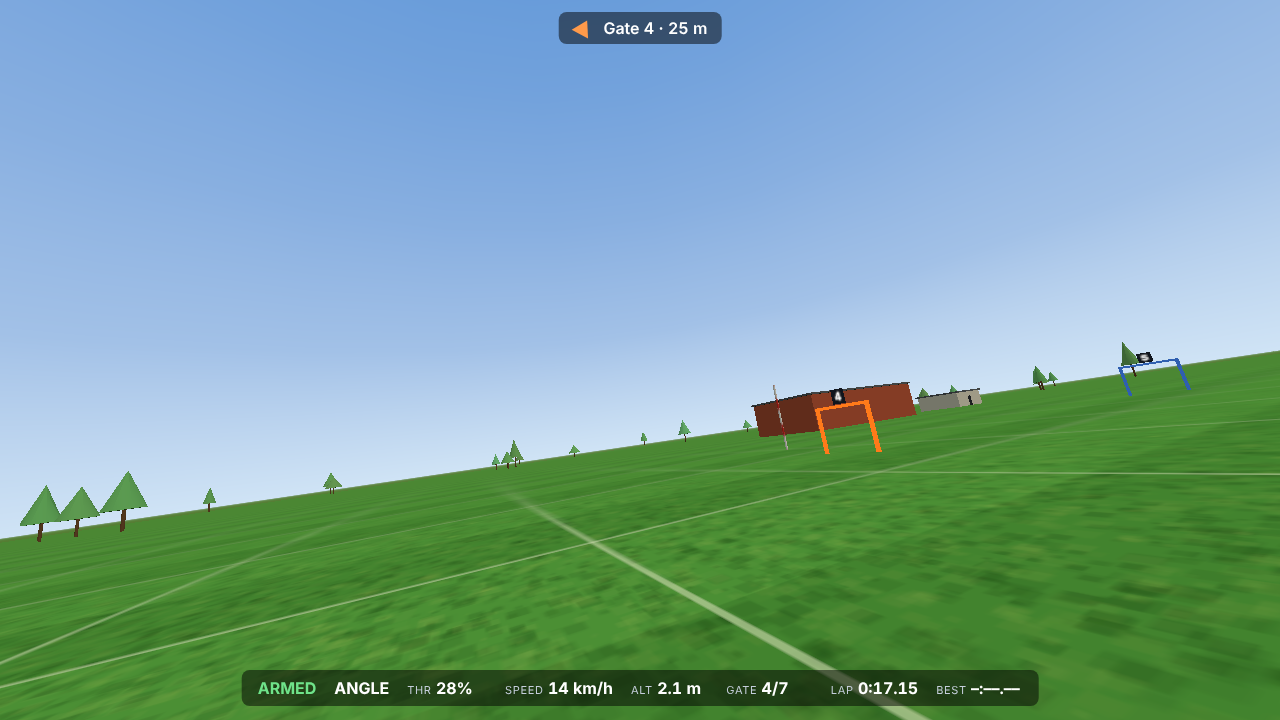 Gate 4 · 25 m
4
ARMED ANGLE THR 28% SPEED 14 km/h ALT 2.1 m GATE 4/7 LAP 0:17.15 BEST –:––.––